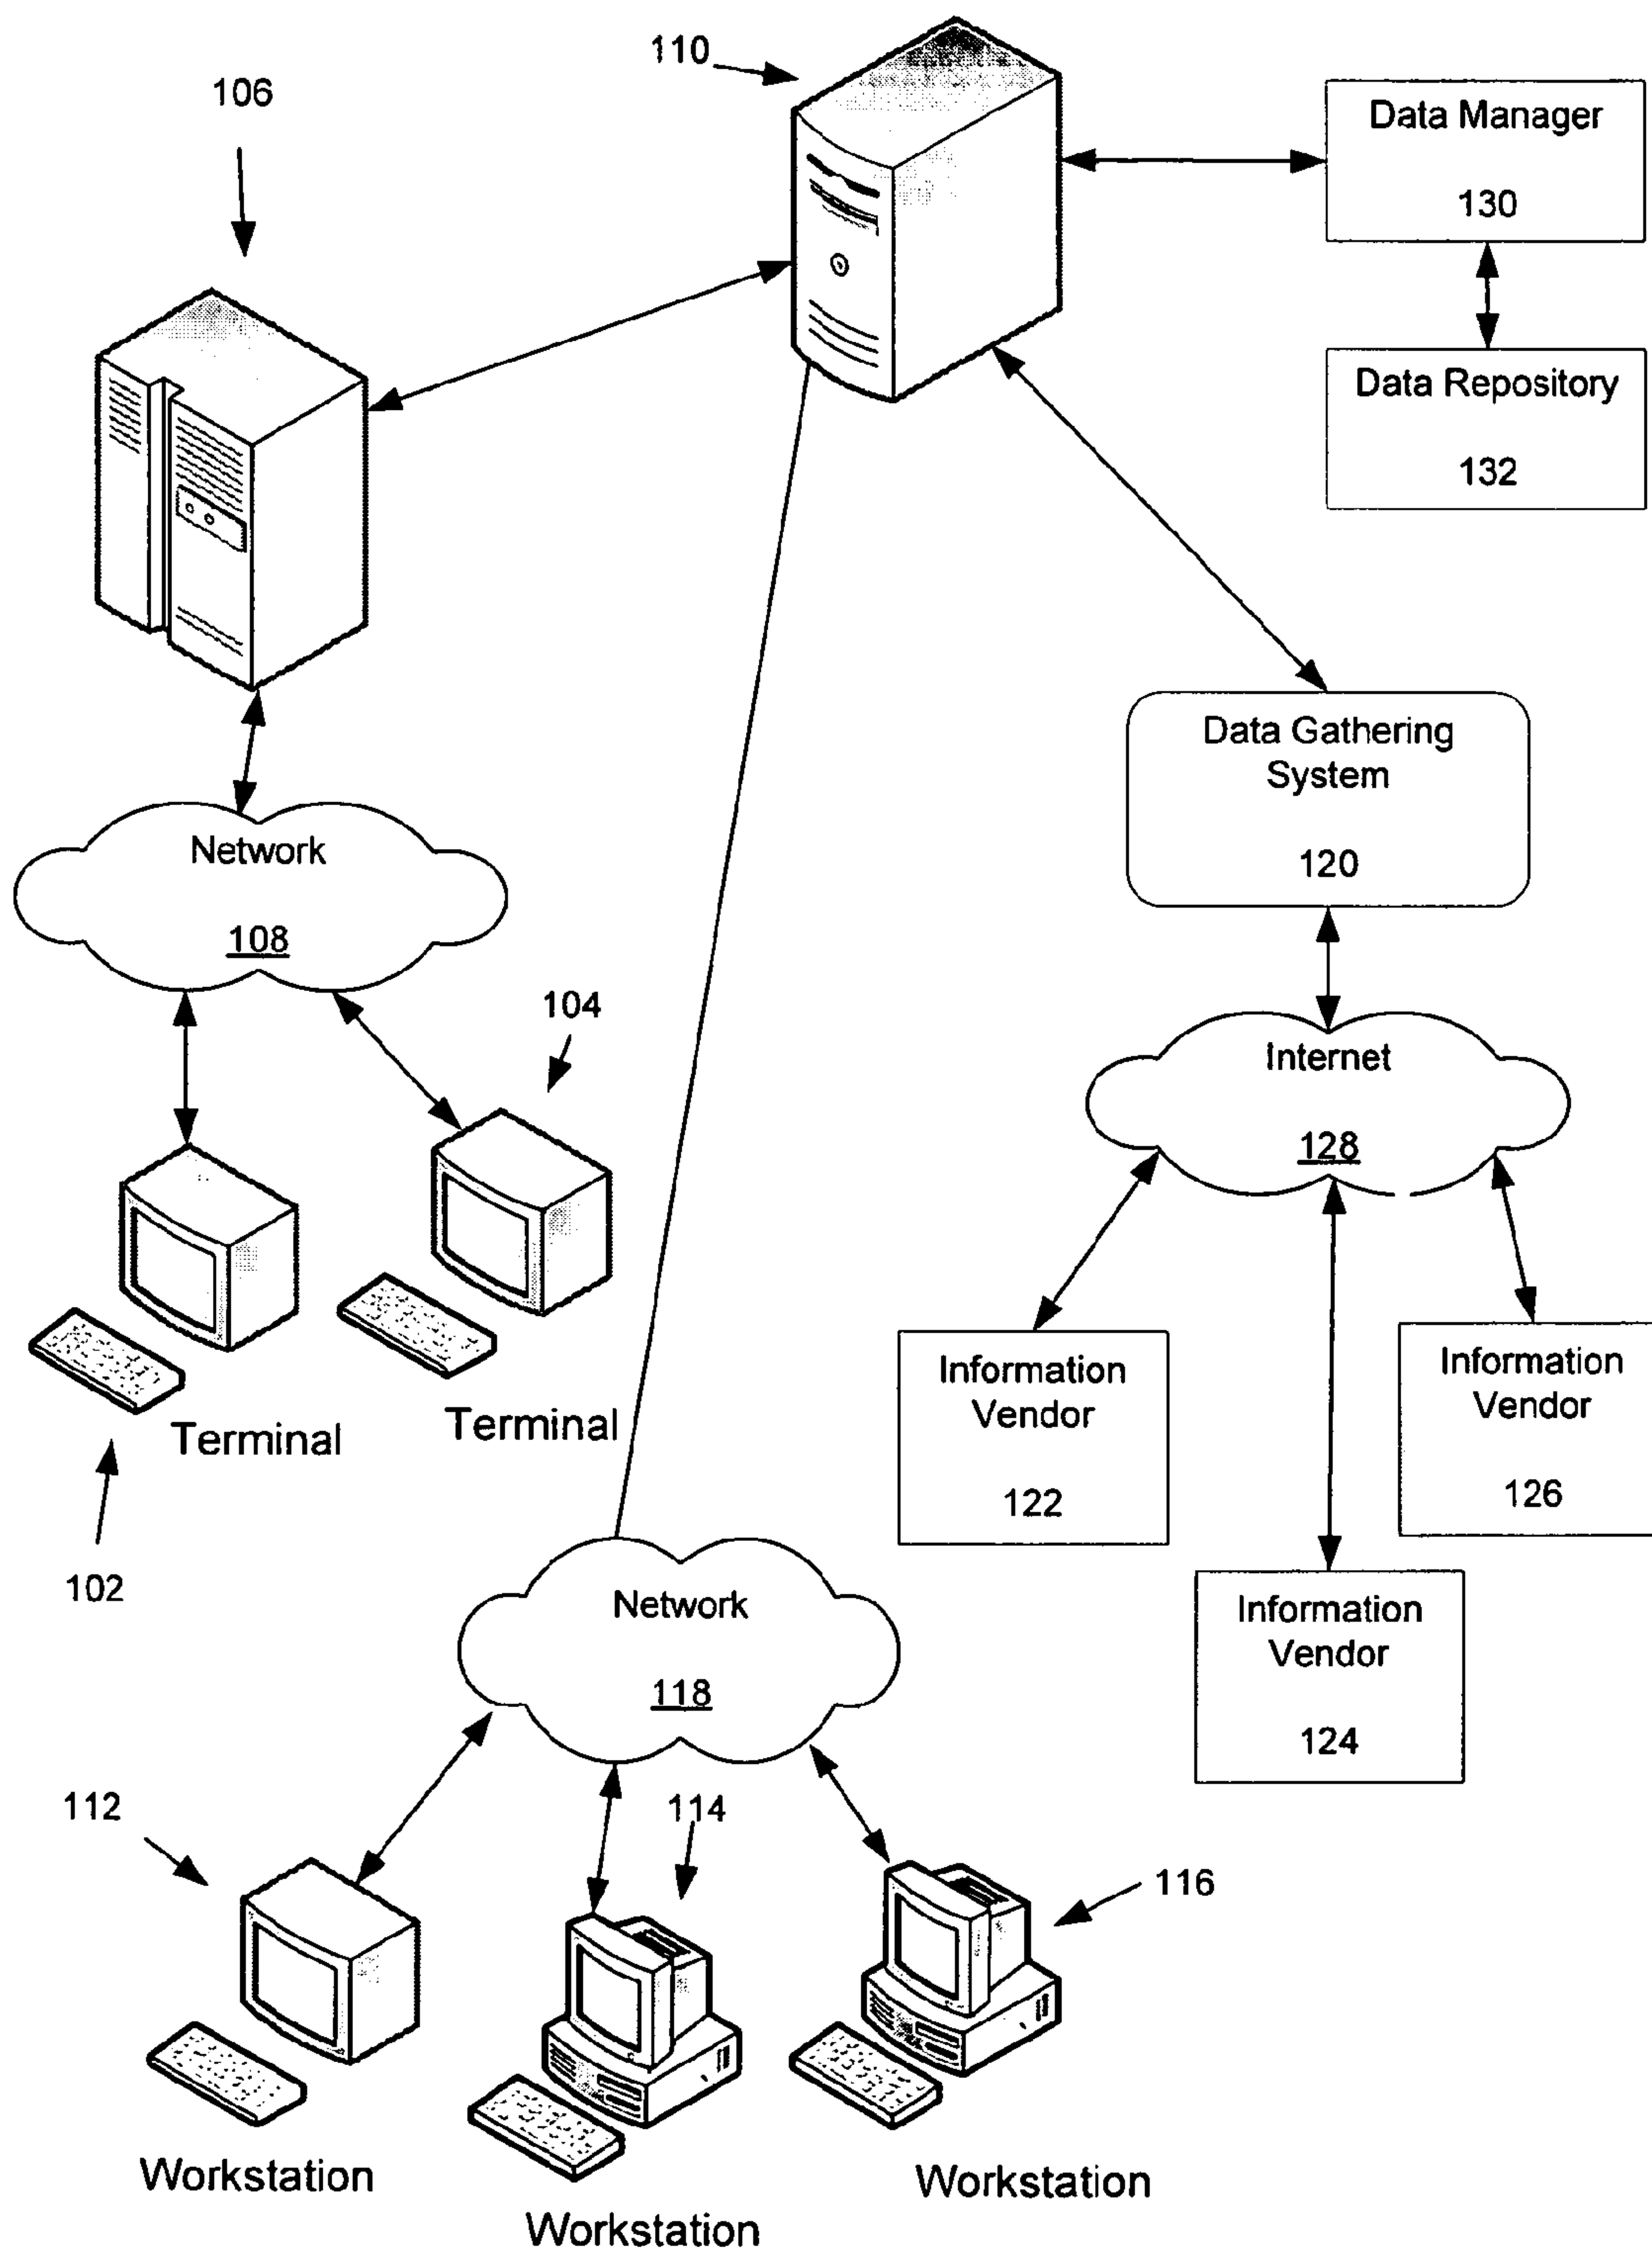 110
106
Data Manager
130
Data Repository
132
Data Gathering
System
120
Network
108
104
Internet
128
Terminal
Terminal
102
Information
Vendor
122
Information
Vendor
126
Information
Vendor
124
Network
118
112
114
116
Workstation
Workstation
Workstation